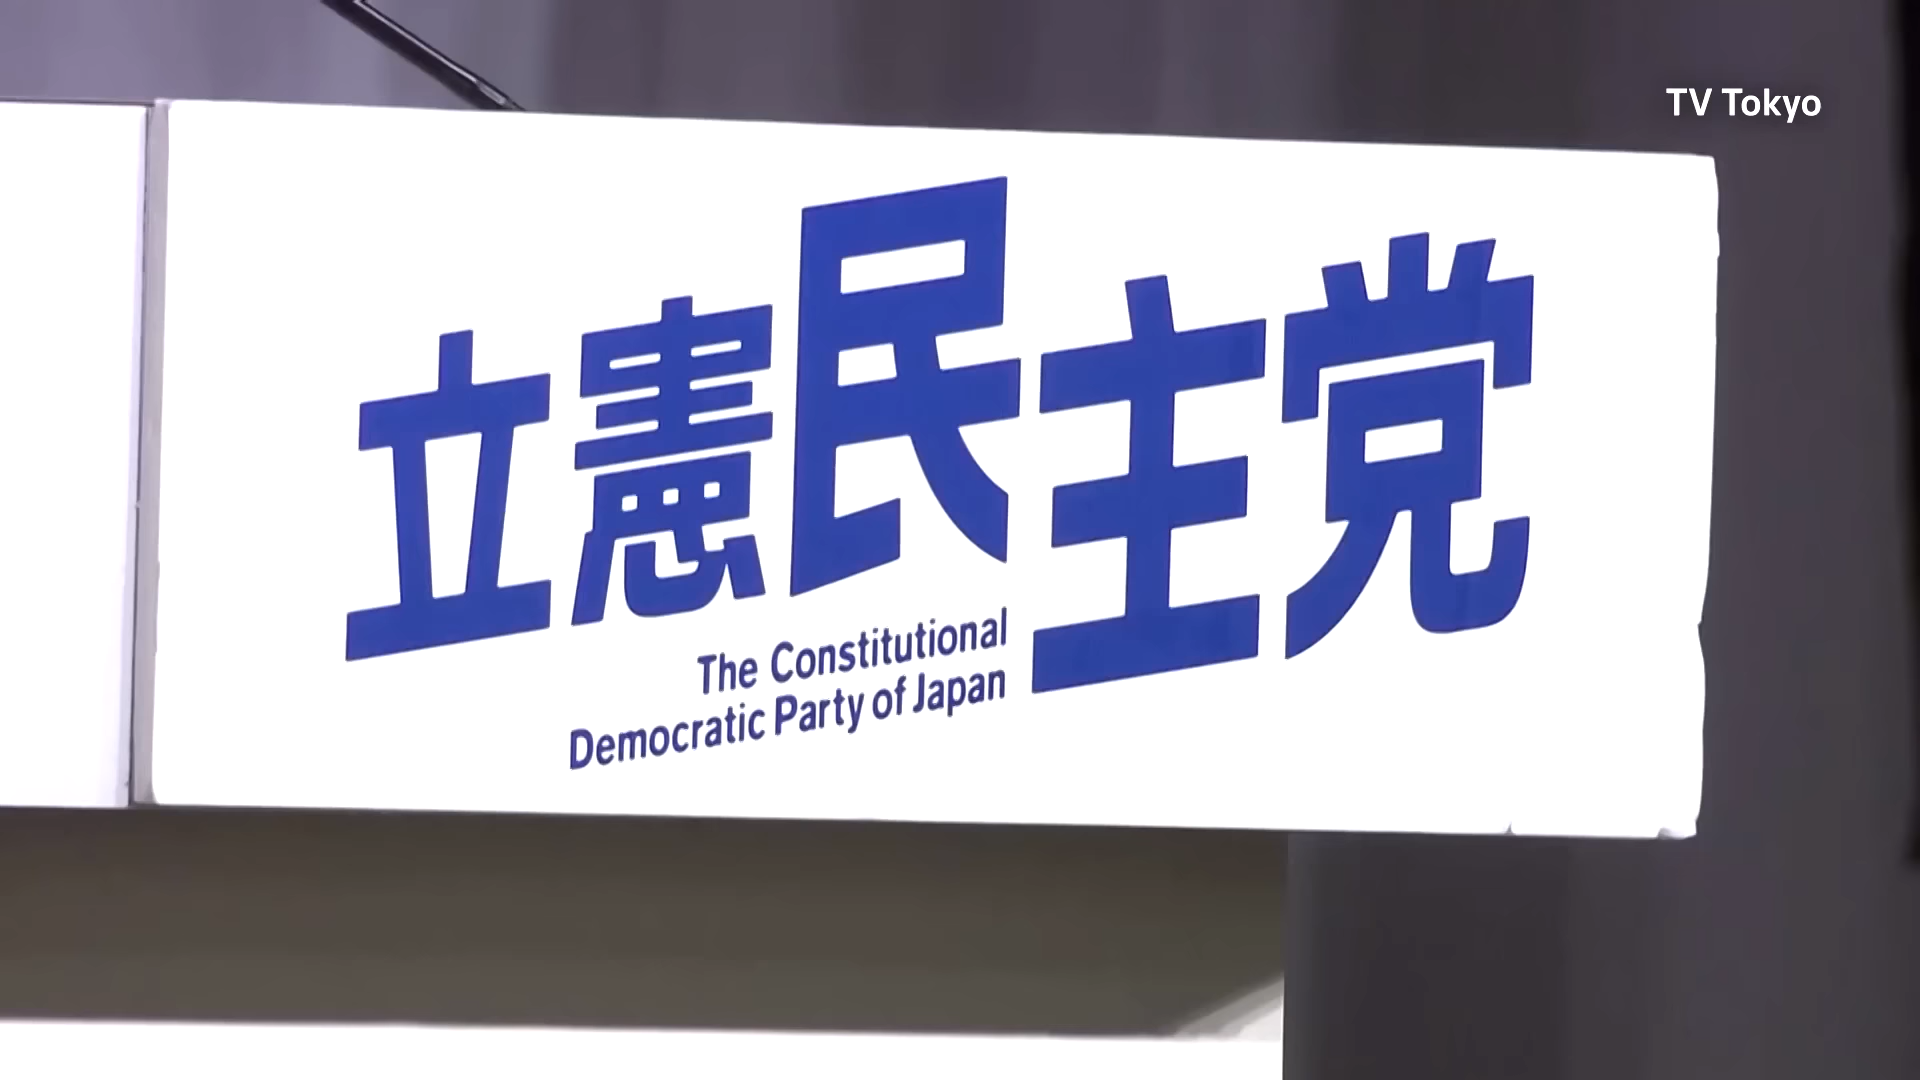 TV Tokyo
立憲民主党
The Constitutional
Democratic Party of Japan